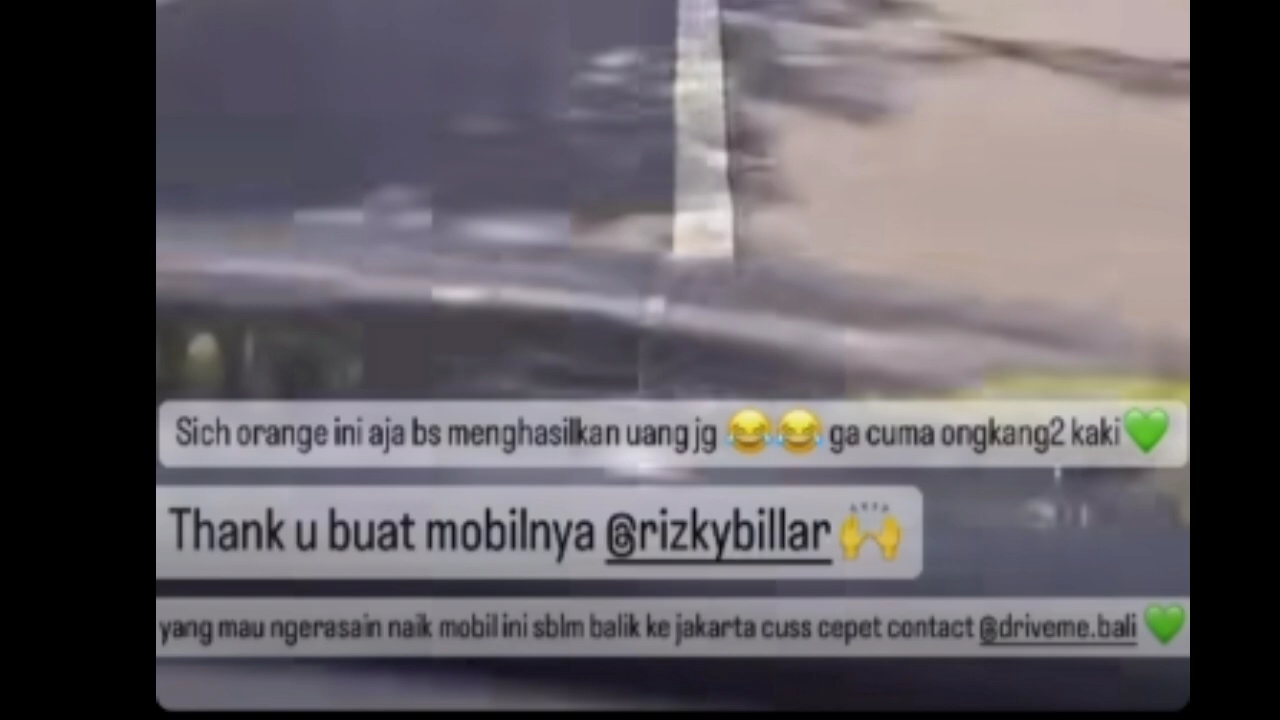 Sich orange ini aja bs menghasilkan uang jg 😂😂 ga cuma ongkang2 kaki💚
Thank u buat mobilnya @rizkybillar 🙌
yang mau ngerasain naik mobil ini sblm balik ke jakarta cuss cepet contact @driveme.bali 💚